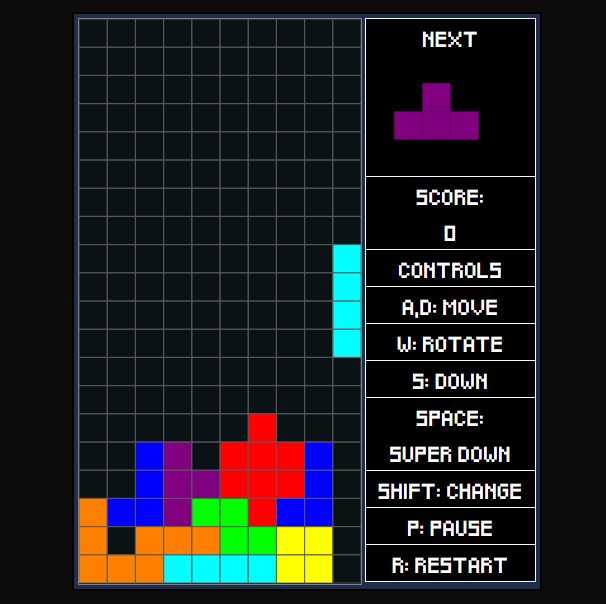 NEXT
SCORE:
0
CONTROLS
A,D: MOVE
W: ROTATE
S: DOWN
SPACE:
SUPER DOWN
SHIFT: CHANGE
P: PAUSE
R: RESTART